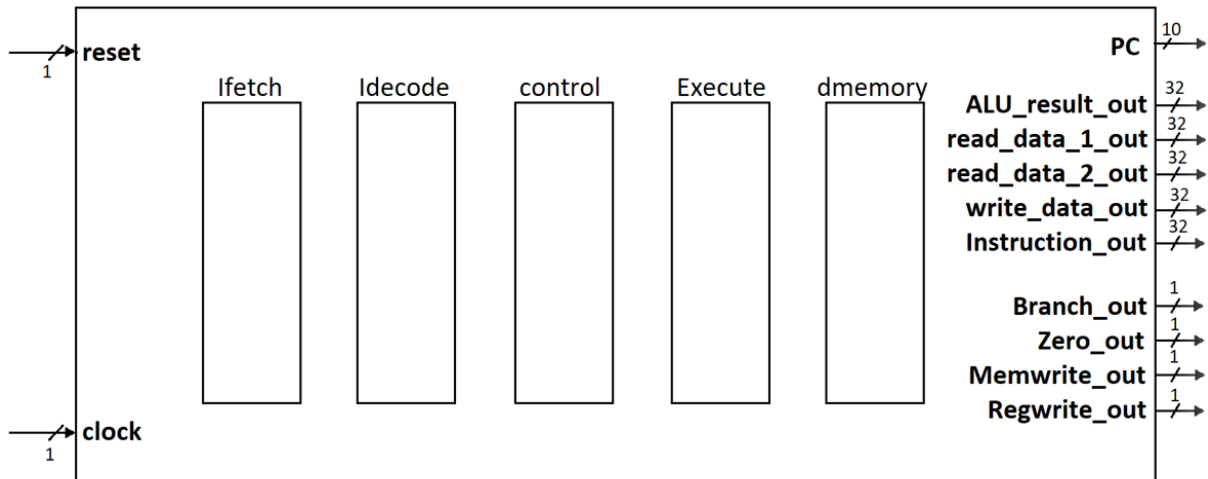 reset
1
Ifetch
Idecode
control
Execute
dmemory
PC
10
ALU_result_out
32
read_data_1_out
32
read_data_2_out
32
write_data_out
32
Instruction_out
32
Branch_out
1
Zero_out
1
Memwrite_out
1
Regwrite_out
1
clock
1